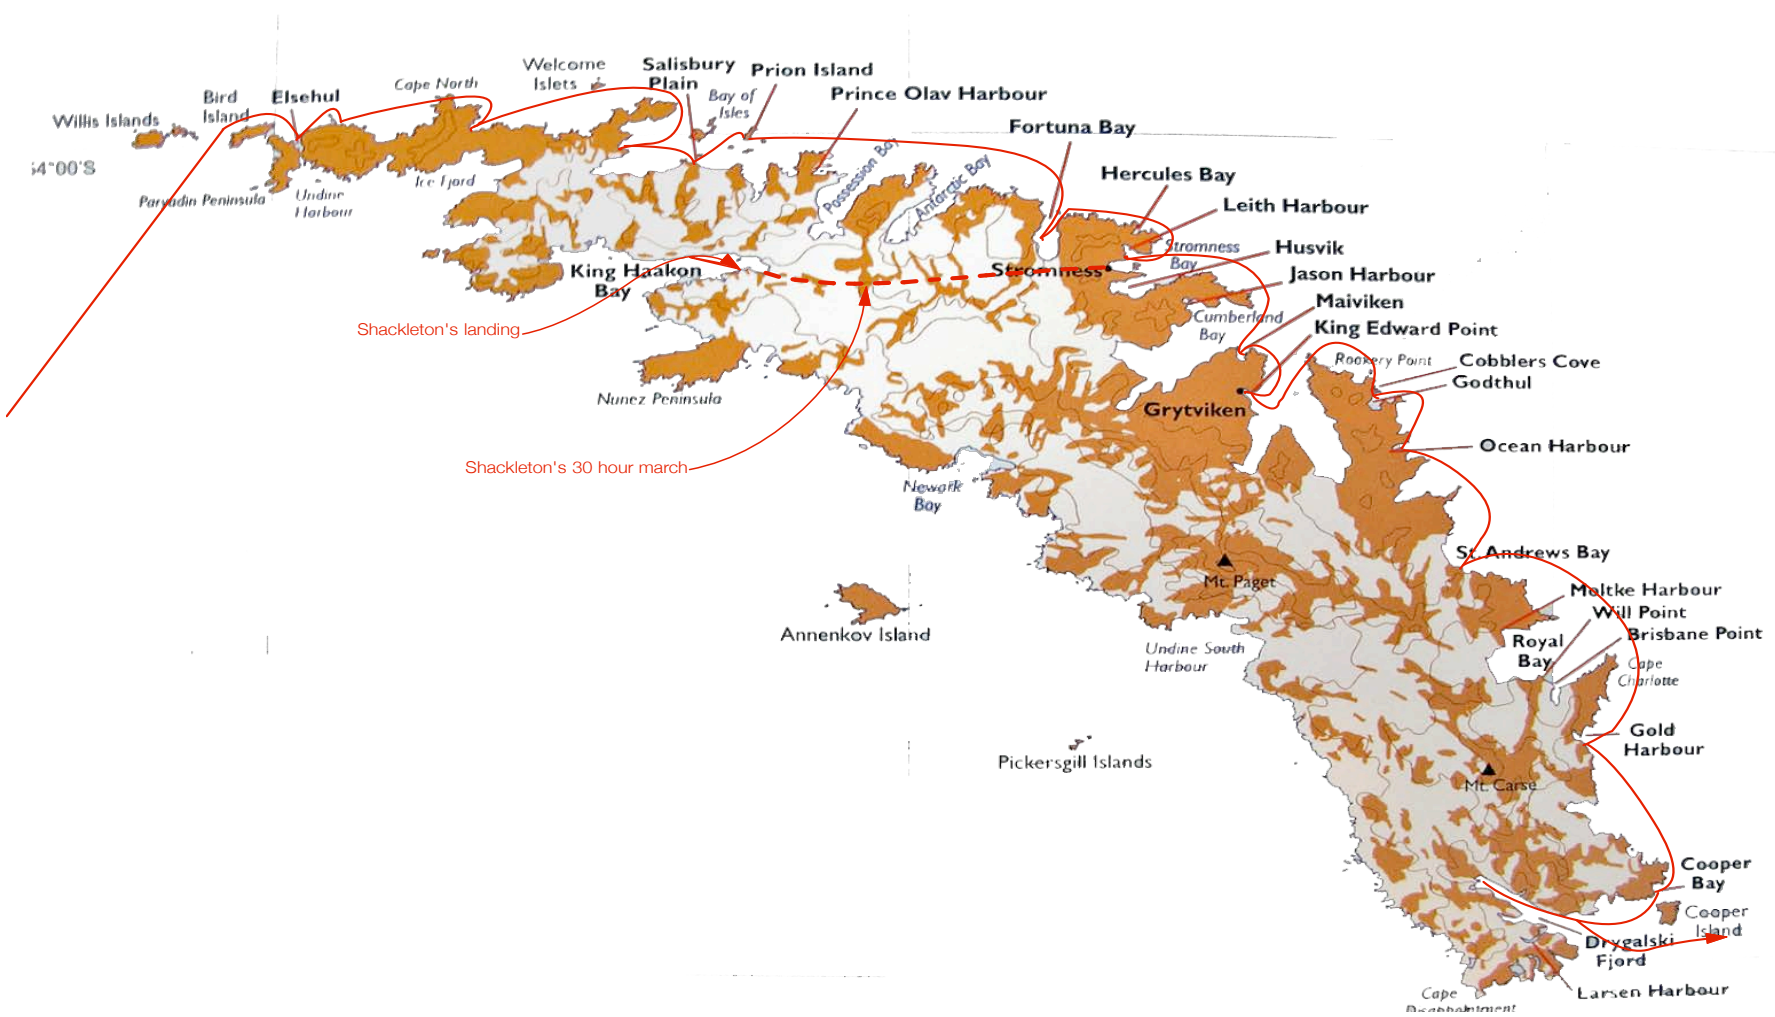 Welcome
Islets
Salisbury
Plain
Prion Island
Cape North
Prince Olav Harbour
Bay of
Isles
Bird
Island
Elsehul
Willis Islands
Fortuna Bay
54°00'S
Possession Bay
Antarctic Bay
Hercules Bay
Ice Fjord
Paryadin Peninsula
Undine
Harbour
Leith Harbour
Stromness
Bay
Husvik
King Haakon
Bay
Stromness
Jason Harbour
Maiviken
Cumberland
Bay
King Edward Point
Shackleton's landing
Rookery Point
Cobblers Cove
Godthul
Nunez Peninsula
Grytviken
Ocean Harbour
Shackleton's 30 hour march
Newark
Bay
St. Andrews Bay
Mt. Paget
Moltke Harbour
Will Point
Annenkov Island
Brisbane Point
Royal
Bay
Undine South
Harbour
Cape
Charlotte
Gold
Harbour
Pickersgill Islands
Mt. Carse
Cooper
Bay
Cooper
Island
Drygalski
Fjord
Larsen Harbour
Cape
Disappointment